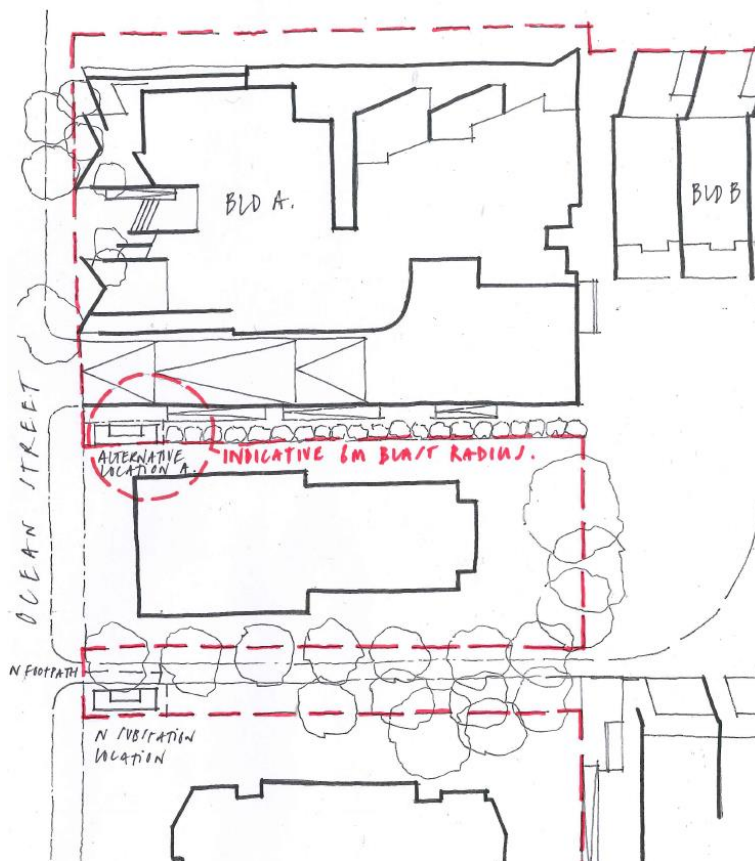 BLD A.
BLD B
OCEAN STREET
ALTERNATIVE
LOCATION A.
INDICATIVE 6M BLAST RADIUS.
N FOOTPATH
N SUBSTATION
LOCATION